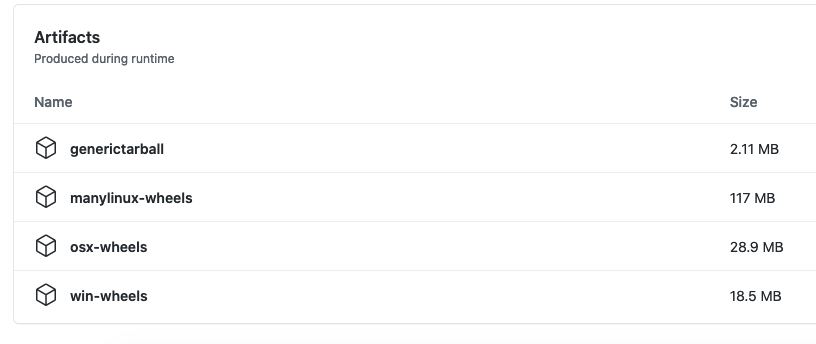 Artifacts
Produced during runtime
Name Size
generictarball 2.11 MB
manylinux-wheels 117 MB
osx-wheels 28.9 MB
win-wheels 18.5 MB